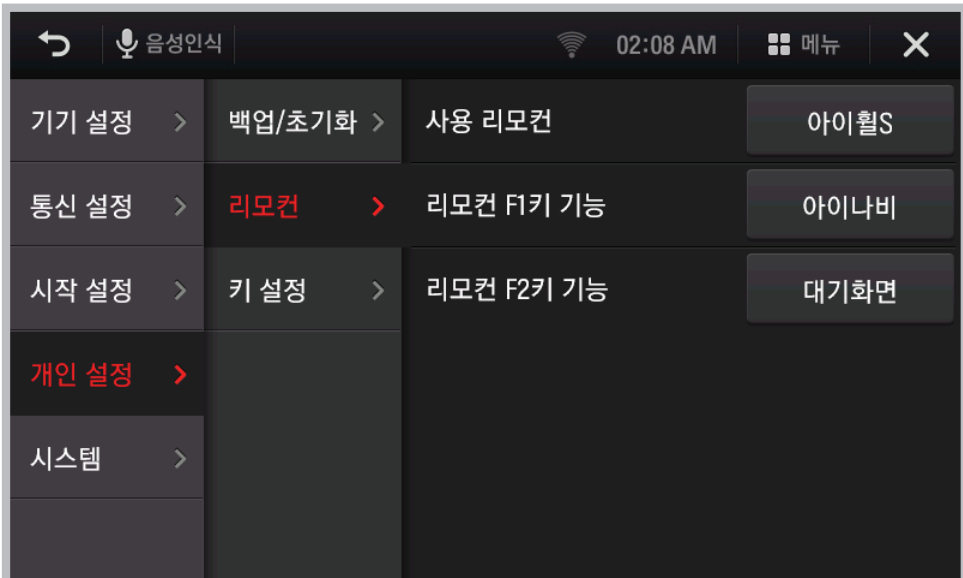 음성인식 02:08 AM 메뉴
기기 설정 백업/초기화 사용 리모컨 아이휠S
통신 설정 리모컨 리모컨 F1키 기능 아이나비
시작 설정 키 설정 리모컨 F2키 기능 대기화면
개인 설정
시스템